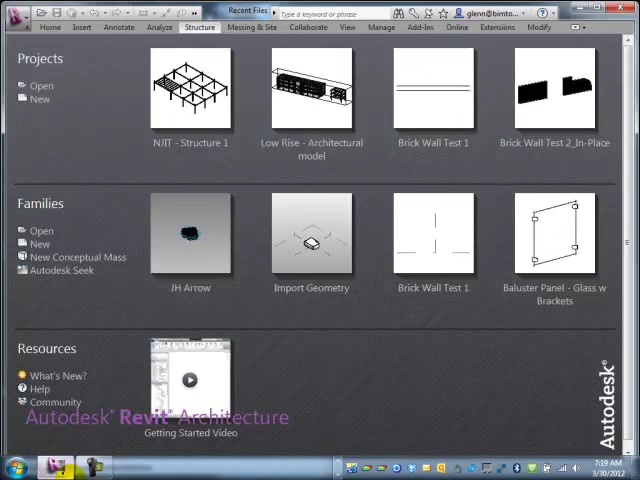 Recent Files
Type a keyword or phrase
glenn@bimto...
Home Insert Annotate Analyze Structure Massing & Site Collaborate View Manage Add-Ins Online Extensions Modify
Projects
Open
New
NJIT - Structure 1
Low Rise - Architectural
model
Brick Wall Test 1
Brick Wall Test 2_In-Place
Families
Open
New
New Conceptual Mass
Autodesk Seek
JH Arrow
Import Geometry
Brick Wall Test 1
Baluster Panel - Glass w
Brackets
Resources
What's New?
Help
Community
Autodesk® Revit® Architecture
Getting Started Video
Autodesk®
7:19 AM
3/30/2012